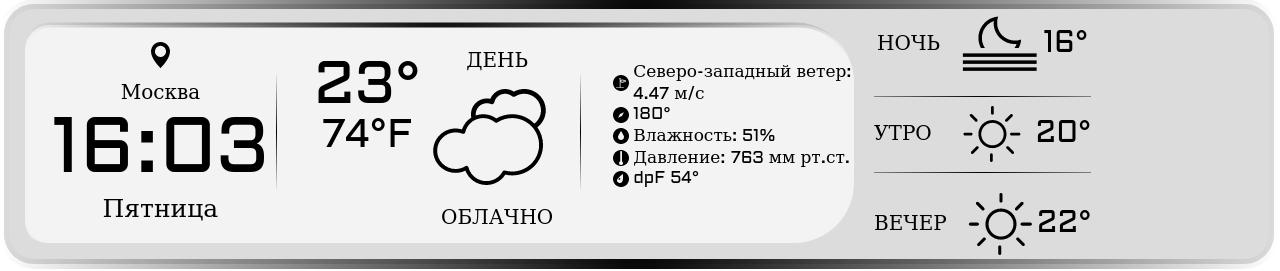 Москва
16:03
Пятница
23°
74°F
ДЕНЬ
ОБЛАЧНО
Северо-западный ветер:
4.47 м/с
180°
Влажность: 51%
Давление: 763 мм рт.ст.
dpF 54°
НОЧЬ 16°
УТРО 20°
ВЕЧЕР 22°